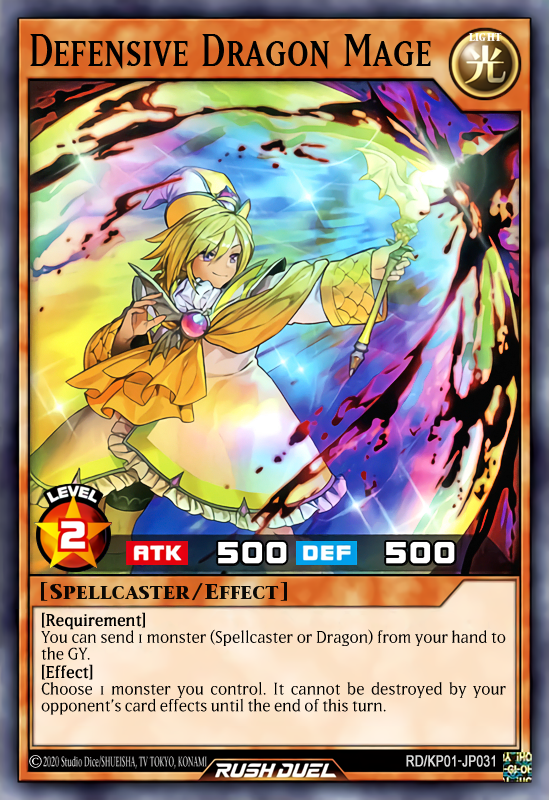 DEFENSIVE DRAGON MAGE
LIGHT
光
LEVEL
2
ATK 500 DEF 500
[SPELLCASTER/EFFECT]
[Requirement]
You can send 1 monster (Spellcaster or Dragon) from your hand to
the GY.
[Effect]
Choose 1 monster you control. It cannot be destroyed by your
opponent's card effects until the end of this turn.
©2020 Studio Dice/SHUEISHA, TV TOKYO, KONAMI
RUSH DUEL
RD/KP01-JP031